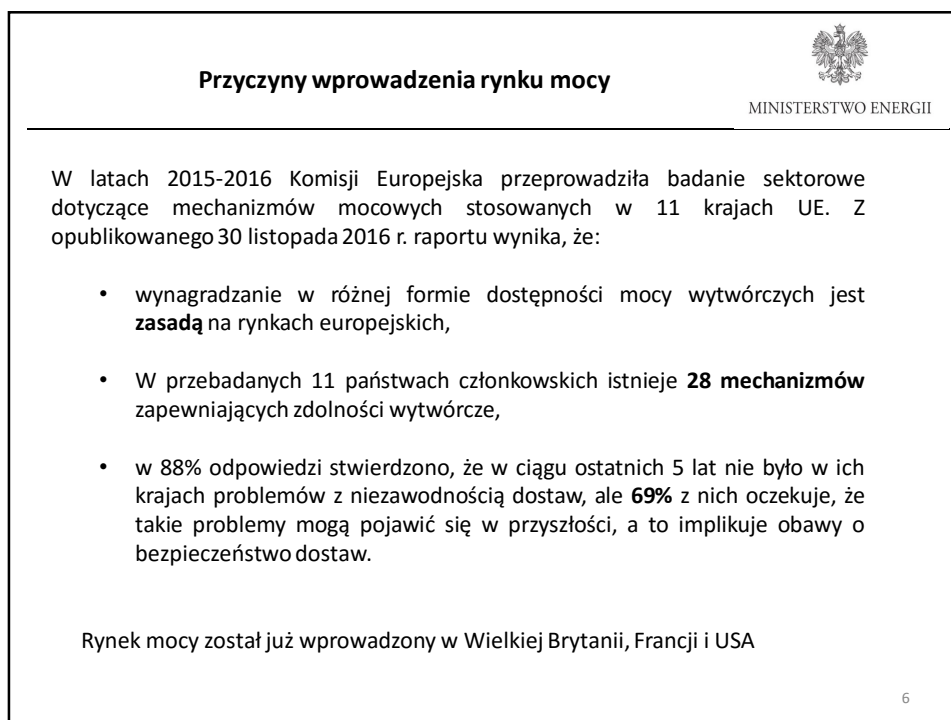 Przyczyny wprowadzenia rynku mocy
MINISTERSTWO ENERGII
W latach 2015-2016 Komisji Europejska przeprowadziła badanie sektorowe
dotyczące mechanizmów mocowych stosowanych w 11 krajach UE. Z
opublikowanego 30 listopada 2016 r. raportu wynika, że:
• wynagradzanie w różnej formie dostępności mocy wytwórczych jest
zasadą na rynkach europejskich,
• W przebadanych 11 państwach członkowskich istnieje 28 mechanizmów
zapewniających zdolności wytwórcze,
• w 88% odpowiedzi stwierdzono, że w ciągu ostatnich 5 lat nie było w ich
krajach problemów z niezawodnością dostaw, ale 69% z nich oczekuje, że
takie problemy mogą pojawić się w przyszłości, a to implikuje obawy o
bezpieczeństwo dostaw.
Rynek mocy został już wprowadzony w Wielkiej Brytanii, Francji i USA
6